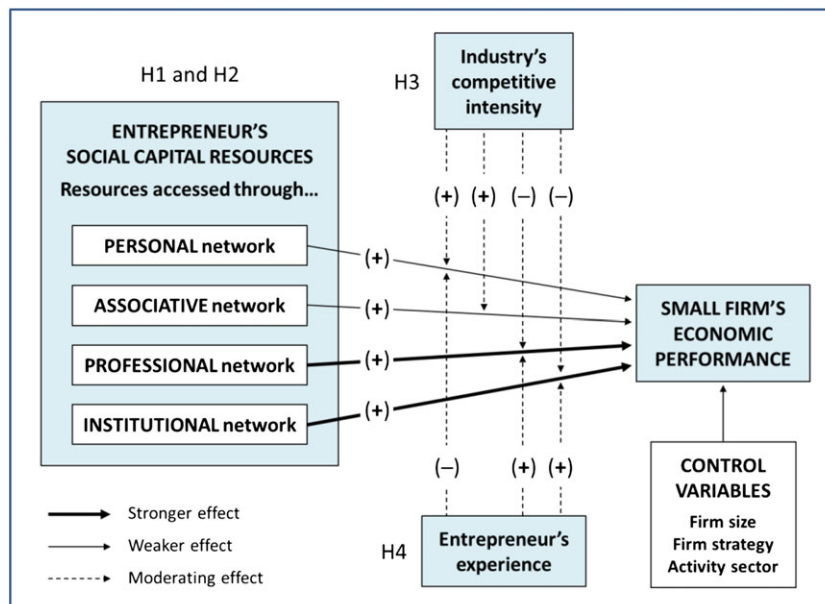 H1 and H2
ENTREPRENEUR'S
SOCIAL CAPITAL RESOURCES
Resources accessed through...
PERSONAL network
ASSOCIATIVE network
PROFESSIONAL network
INSTITUTIONAL network
(+)
(+)
(+)
(+)
H3
Industry's
competitive
intensity
(+) (+) (–) (–)
(–) (+) (+)
H4
Entrepreneur's
experience
SMALL FIRM'S
ECONOMIC
PERFORMANCE
CONTROL
VARIABLES
Firm size
Firm strategy
Activity sector
Stronger effect
Weaker effect
Moderating effect